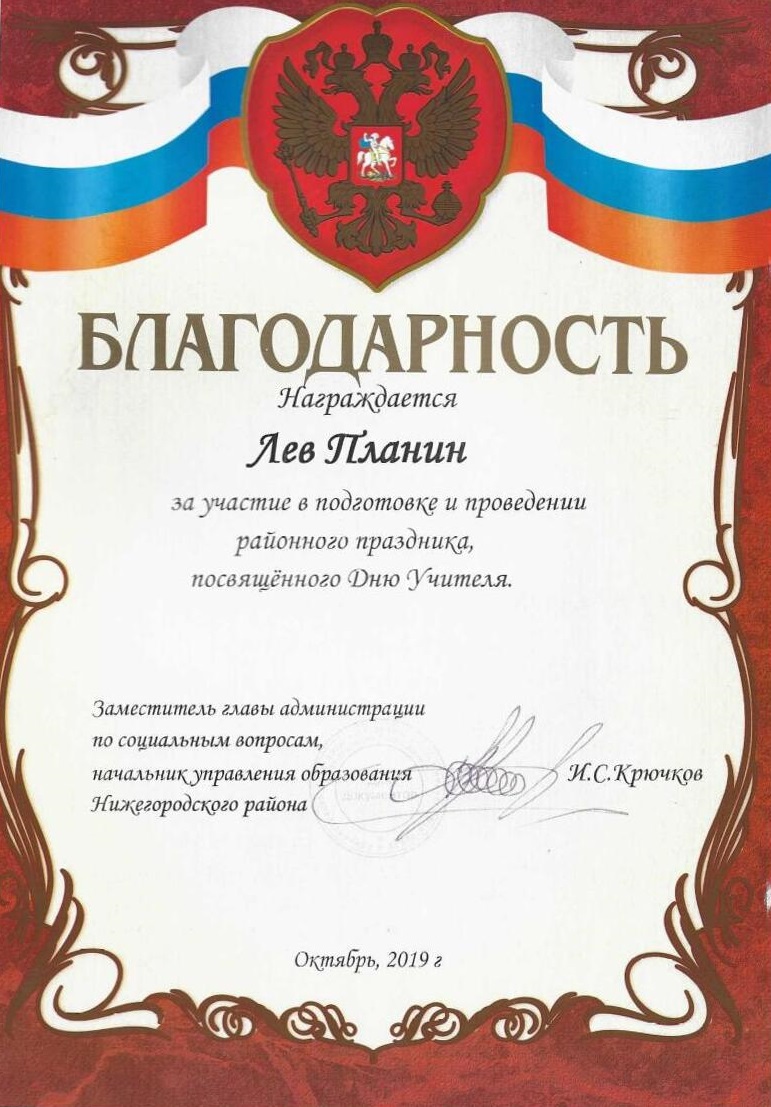 БЛАГОДАРНОСТЬ
Награждается
Лев Планин
за участие в подготовке и проведении
районного праздника,
посвящённого Дню Учителя.
Заместитель главы администрации
по социальным вопросам,
начальник управления образования
И.С.Крючков
Нижегородского района
Октябрь, 2019 г